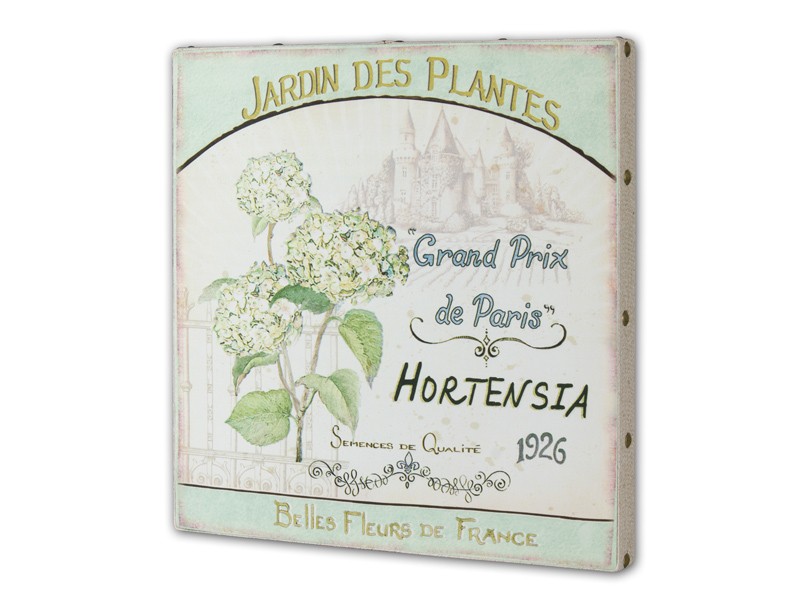 JARDIN DES PLANTES
"Grand Prix
de Paris"
HORTENSIA
SEMENCES DE QUALITÉ
1926
BElles FlEURS DE FRANCE